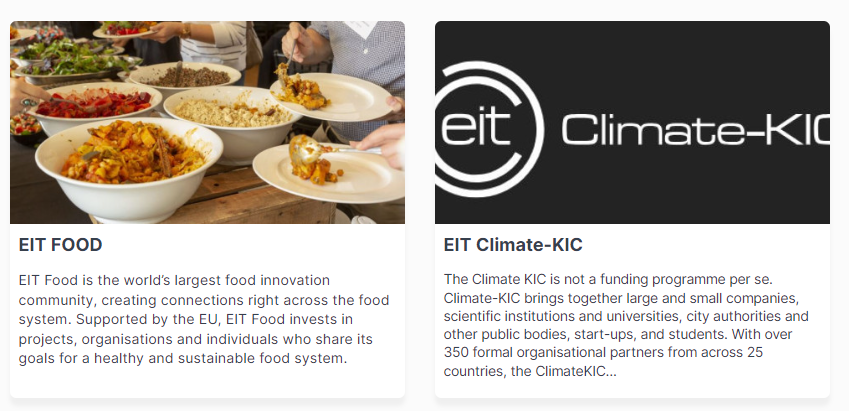 eit Climate-KIC
EIT FOOD
EIT Food is the world's largest food innovation
community, creating connections right across the food
system. Supported by the EU, EIT Food invests in
projects, organisations and individuals who share its
goals for a healthy and sustainable food system.
EIT Climate-KIC
The Climate KIC is not a funding programme per se.
Climate-KIC brings together large and small companies,
scientific institutions and universities, city authorities and
other public bodies, start-ups, and students. With over
350 formal organisational partners from across 25
countries, the ClimateKIC...